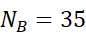 N_B = 35